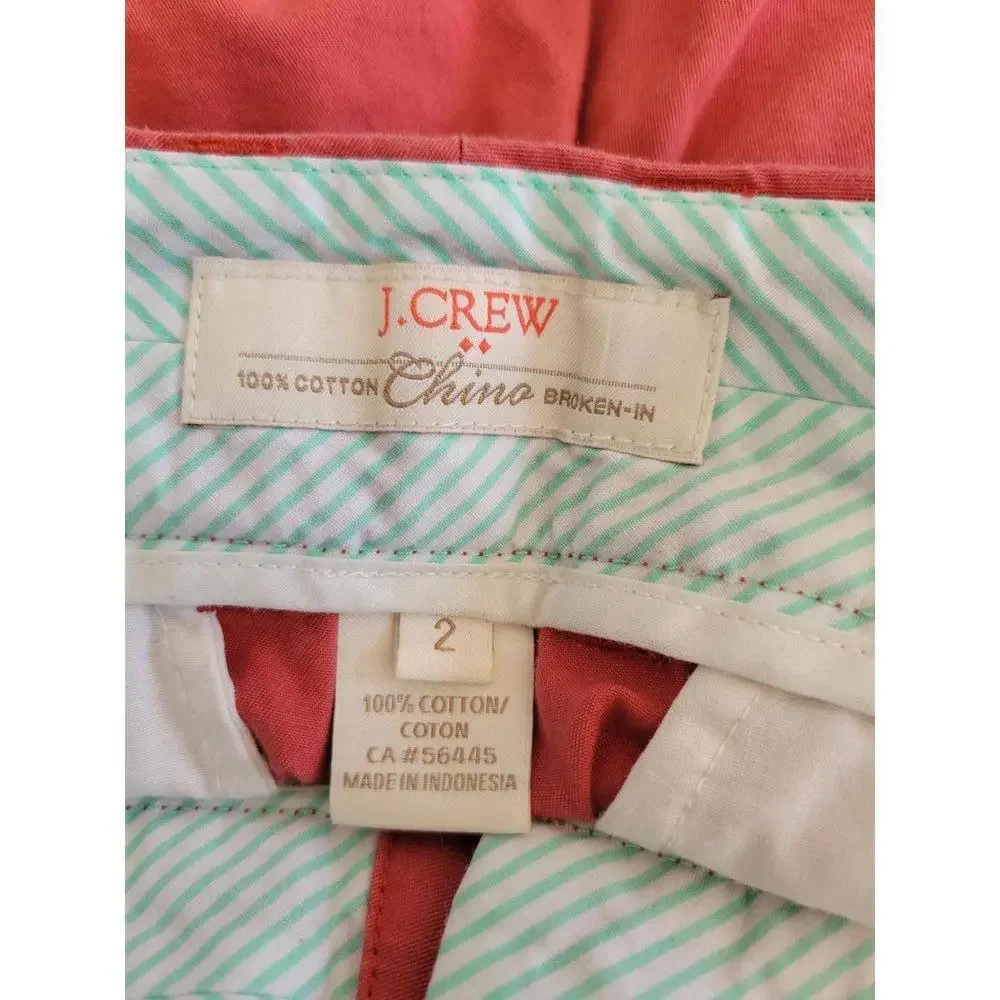 J.CREW
100% COTTON Chino BROKEN-IN
2
100% COTTON/
COTON
CA #56445
MADE IN INDONESIA